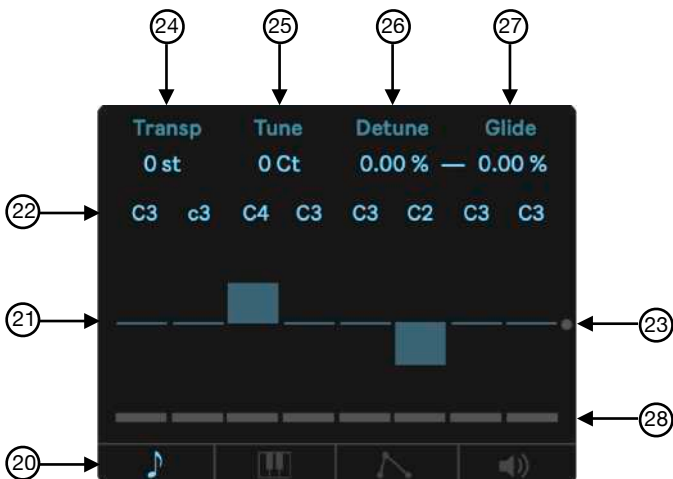 24 25 26 27
Transp Tune Detune Glide
0 st 0 Ct 0.00 % — 0.00 %
22 C3 c3 C4 C3 C3 C2 C3 C3
21 23
28
20